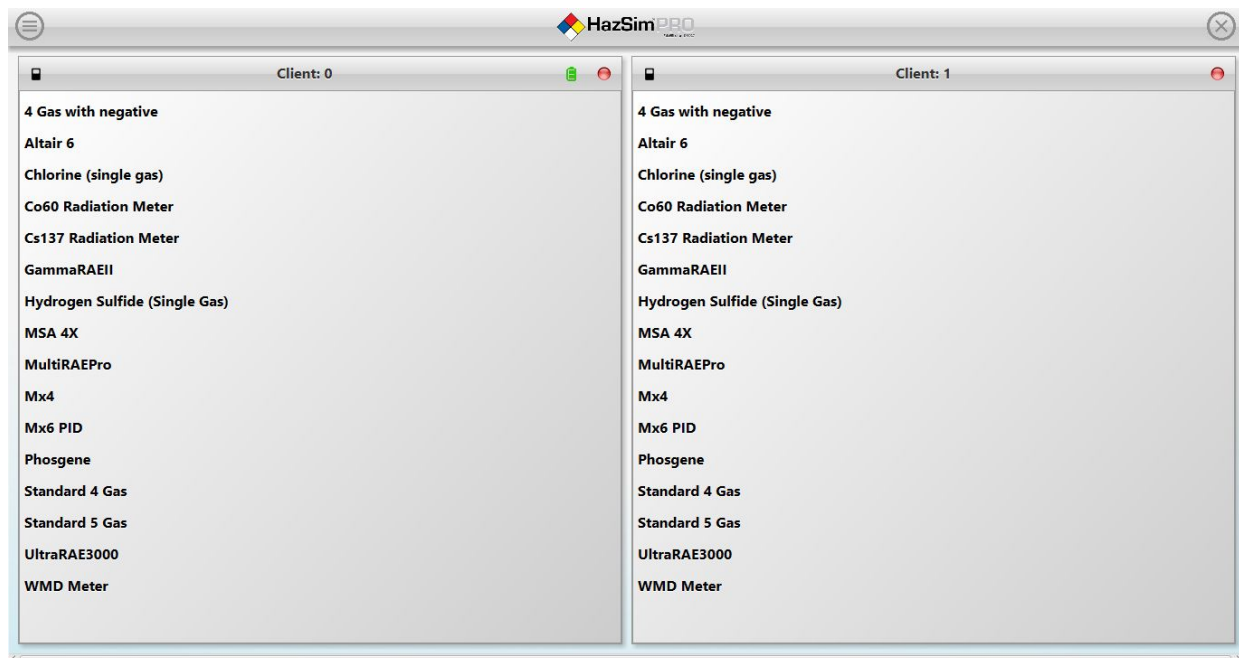 HazSim PRO
Client: 0
4 Gas with negative
Altair 6
Chlorine (single gas)
Co60 Radiation Meter
Cs137 Radiation Meter
GammaRAEII
Hydrogen Sulfide (Single Gas)
MSA 4X
MultiRAEPro
Mx4
Mx6 PID
Phosgene
Standard 4 Gas
Standard 5 Gas
UltraRAE3000
WMD Meter
Client: 1
4 Gas with negative
Altair 6
Chlorine (single gas)
Co60 Radiation Meter
Cs137 Radiation Meter
GammaRAEII
Hydrogen Sulfide (Single Gas)
MSA 4X
MultiRAEPro
Mx4
Mx6 PID
Phosgene
Standard 4 Gas
Standard 5 Gas
UltraRAE3000
WMD Meter